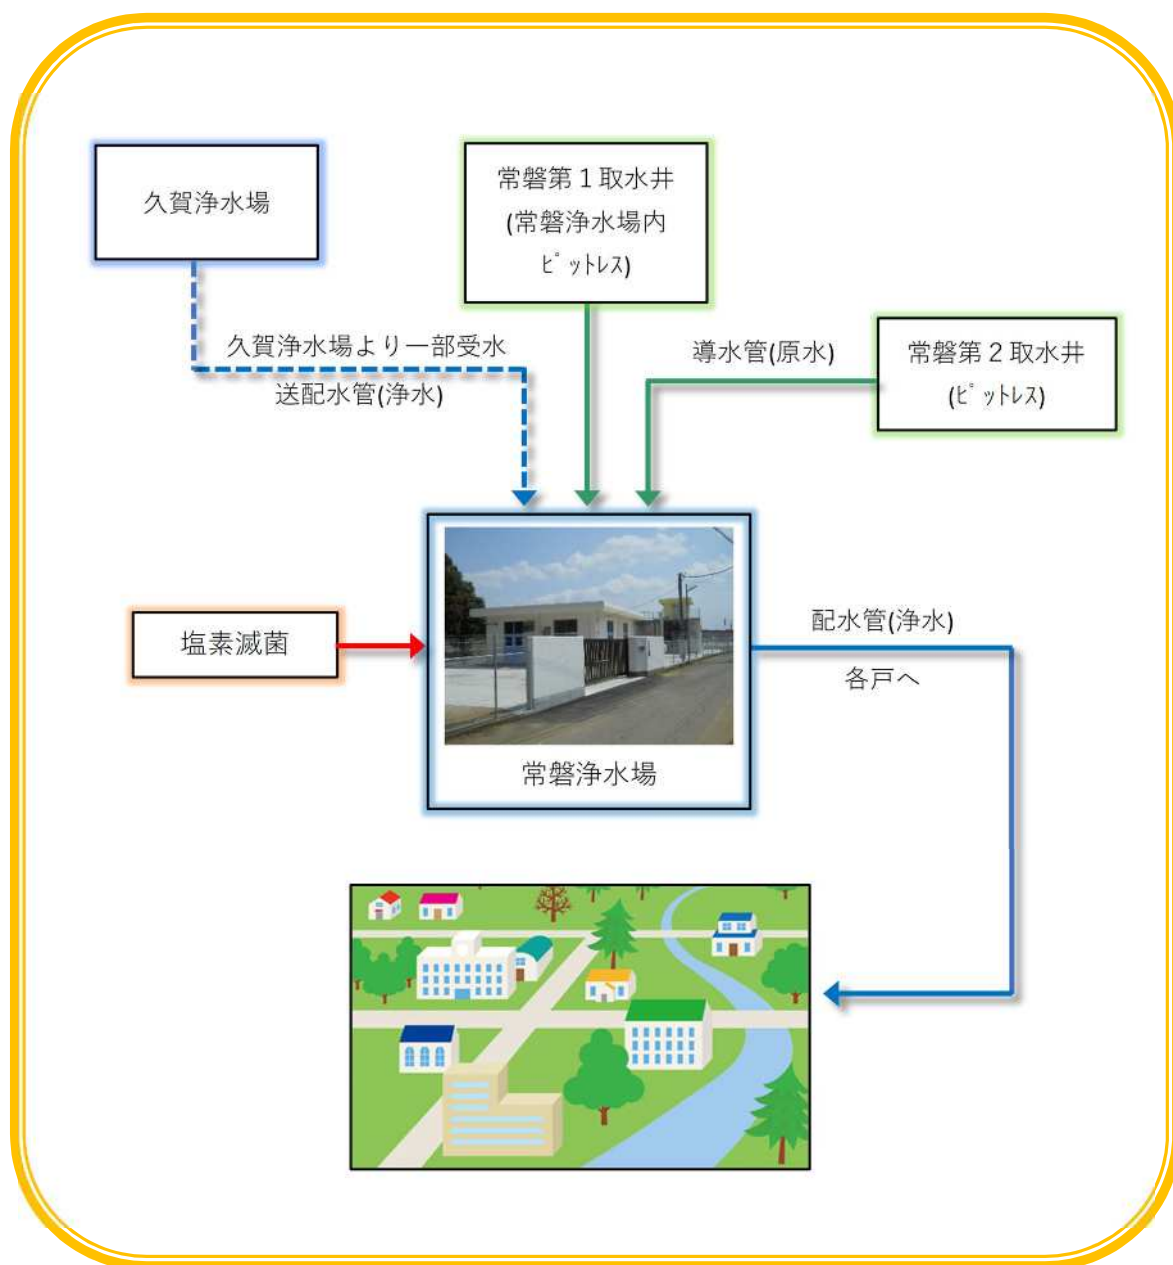 久賀浄水場
常磐第１取水井
(常磐浄水場内
ﾋﾟｯﾄﾚｽ)
久賀浄水場より一部受水
送配水管(浄水)
導水管(原水)
常磐第２取水井
(ﾋﾟｯﾄﾚｽ)
塩素滅菌
配水管(浄水)
各戸へ
常磐浄水場